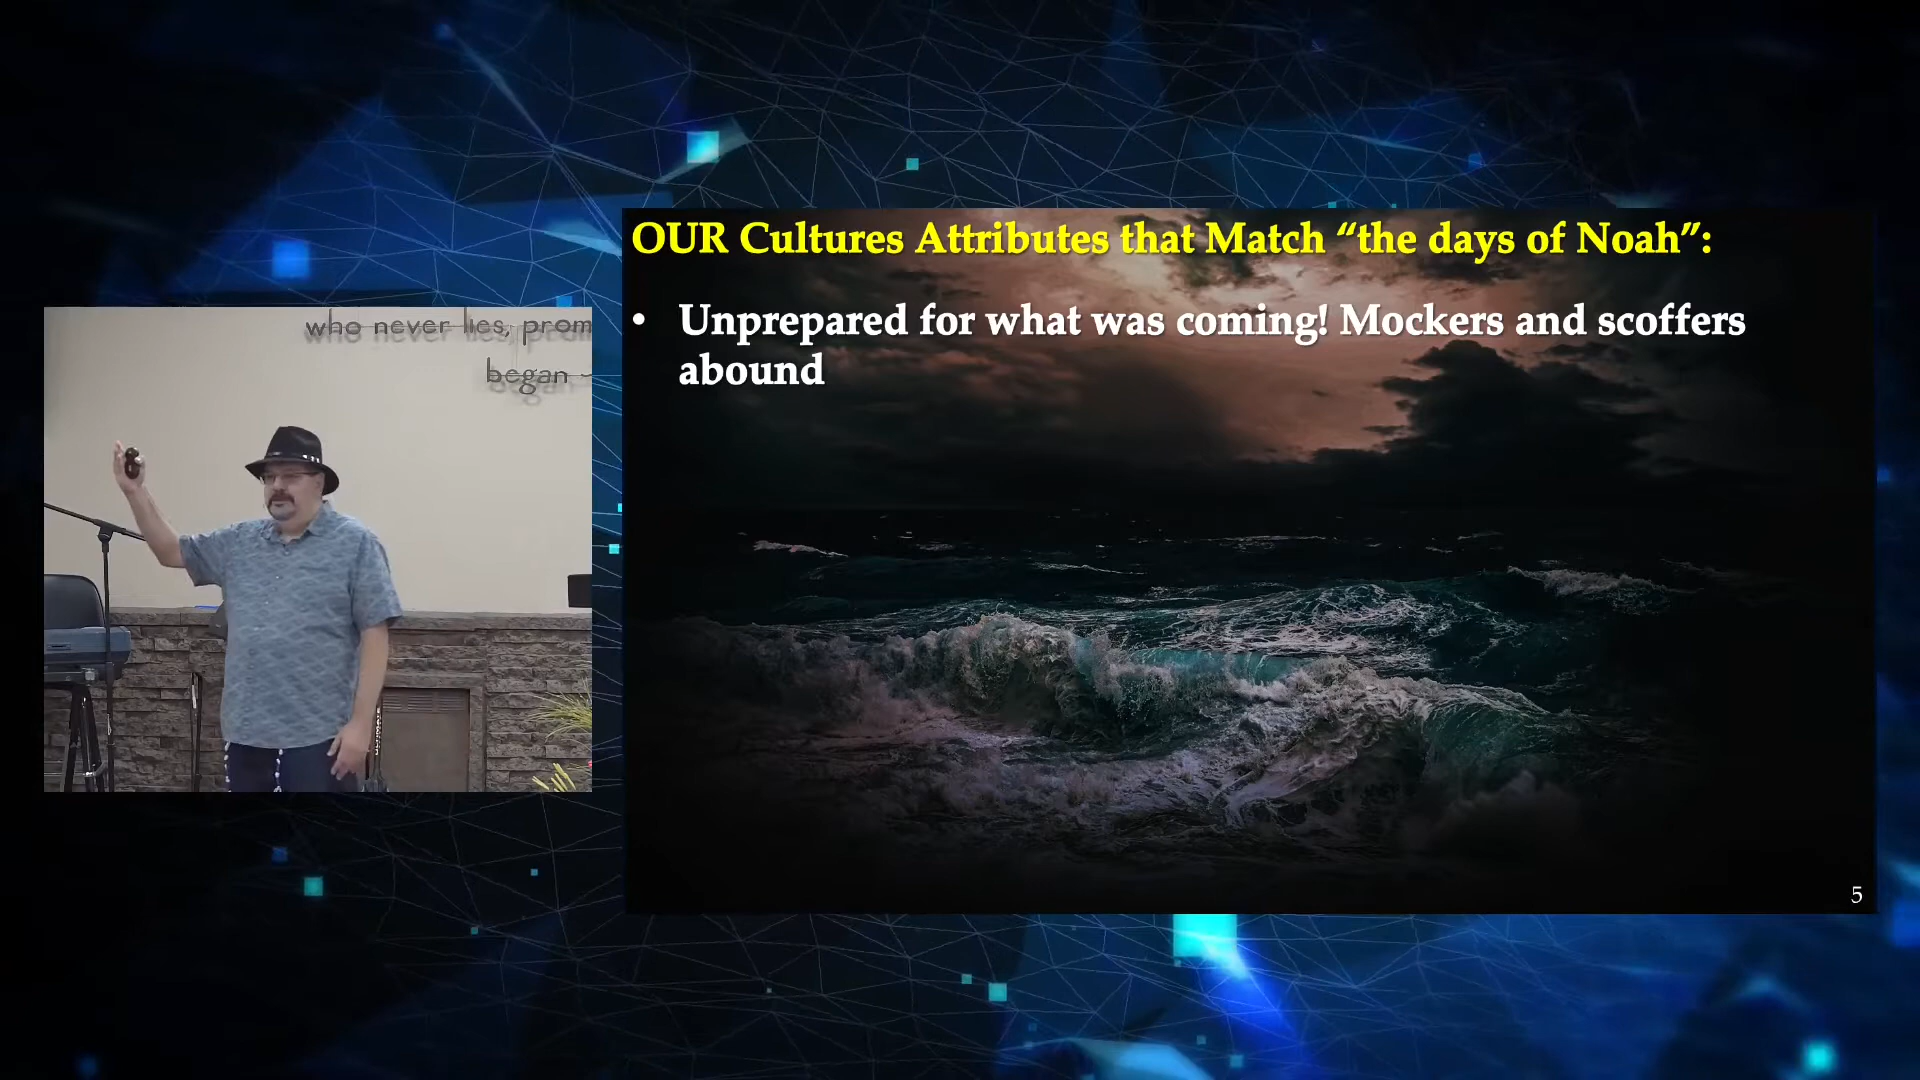 OUR Cultures Attributes that Match “the days of Noah”:
• Unprepared for what was coming! Mockers and scoffers
abound
5
who never lies, prom
began